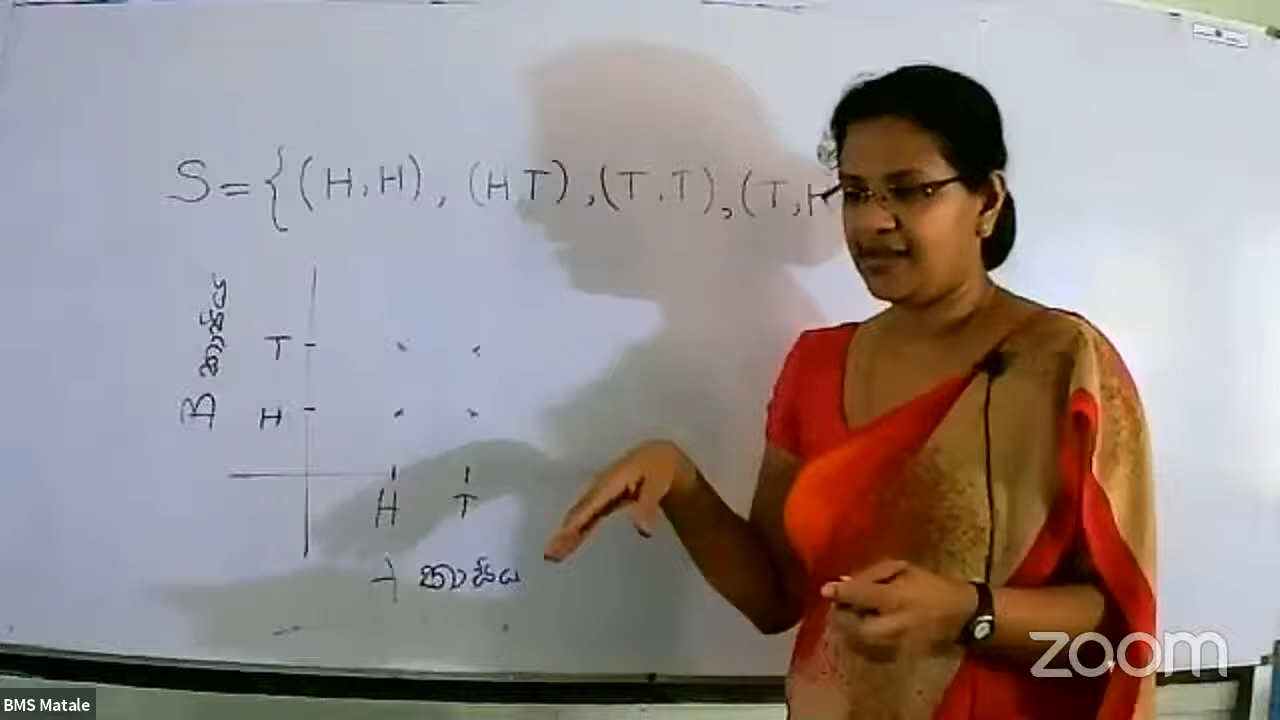 S = { (H, H), (H, T), (T, T), (T, H
B කාසිය
T
H
H T
A කාසිය
zoom
BMS Matale